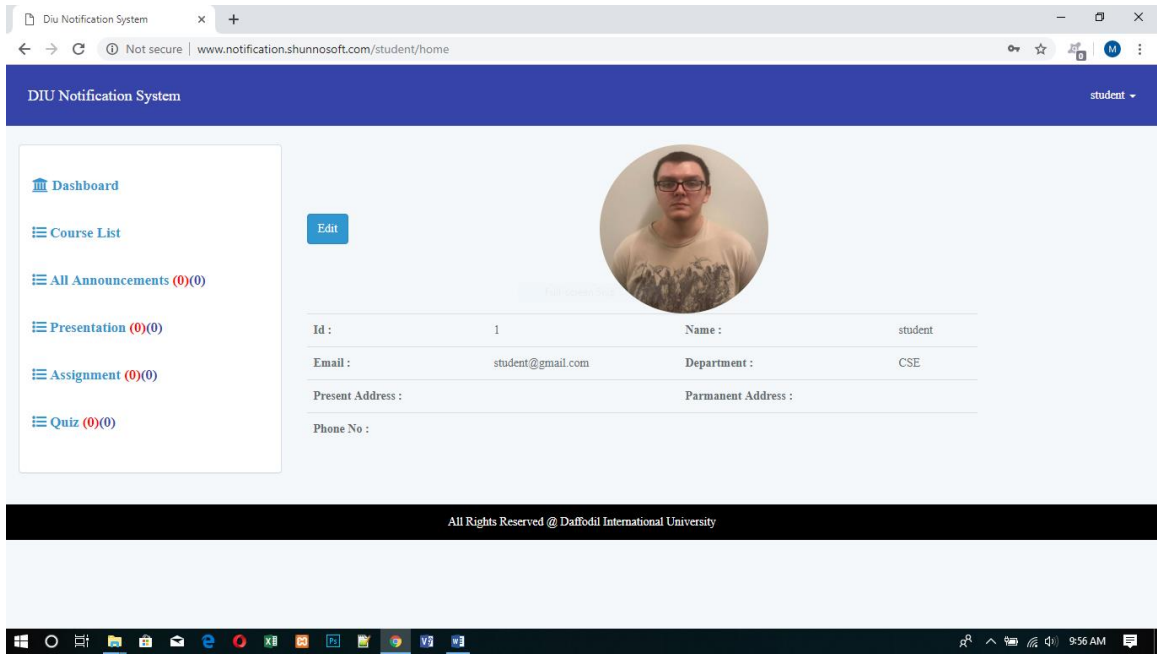 Diu Notification System
Not secure | www.notification.shunnosoft.com/student/home
M
0
DIU Notification System
student
Dashboard
Course List
All Announcements (0)(0)
Presentation (0)(0)
Assignment (0)(0)
Quiz (0)(0)
Edit
Id : 1 Name : student
Email : student@gmail.com Department : CSE
Present Address : Parmanent Address :
Phone No :
All Rights Reserved @ Daffodil International University
9:56 AM